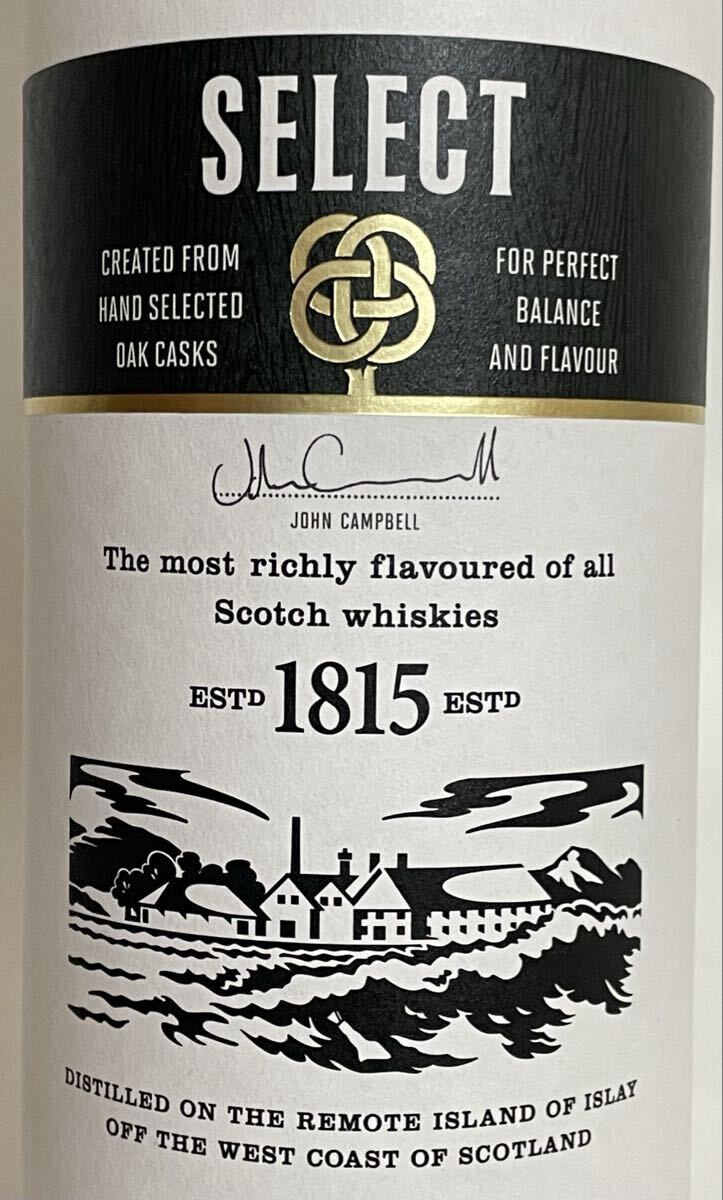 SELECT
CREATED FROM
HAND SELECTED
OAK CASKS
FOR PERFECT
BALANCE
AND FLAVOUR
John Campbell
JOHN CAMPBELL
The most richly flavoured of all
Scotch whiskies
ESTD 1815 ESTD
DISTILLED ON THE REMOTE ISLAND OF ISLAY
OFF THE WEST COAST OF SCOTLAND